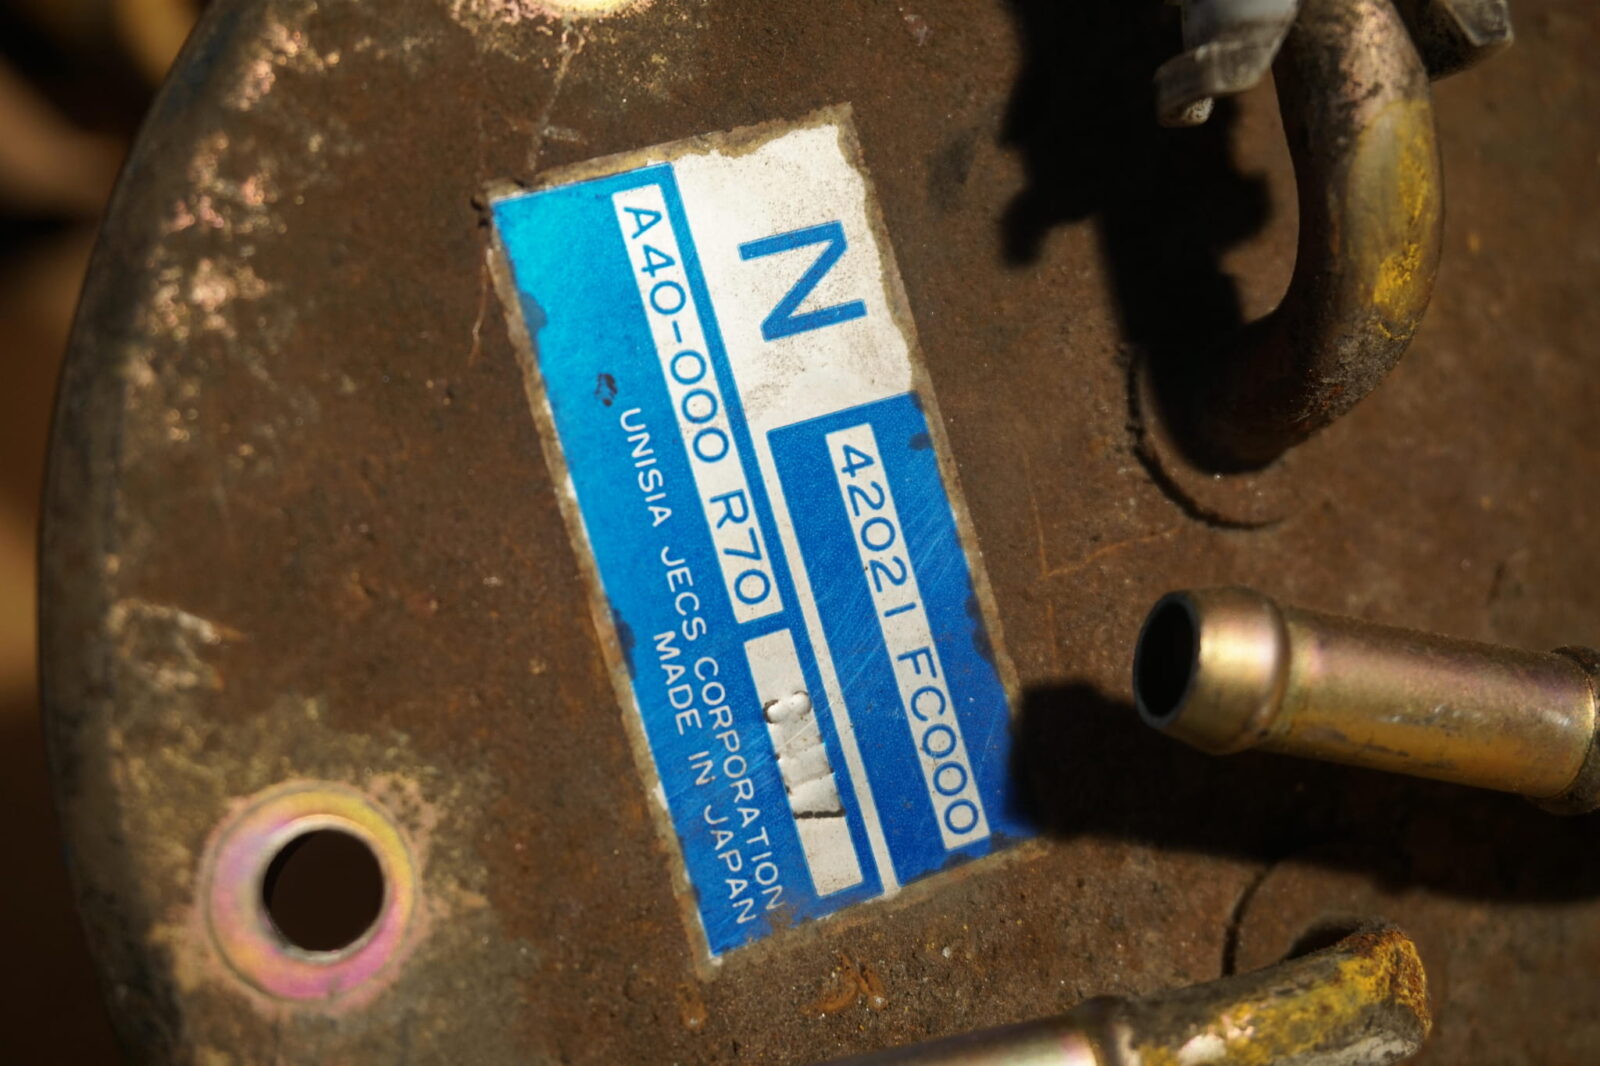 N
42021 FC000
A40-000 R70
UNISIA JECS CORPORATION
MADE IN JAPAN